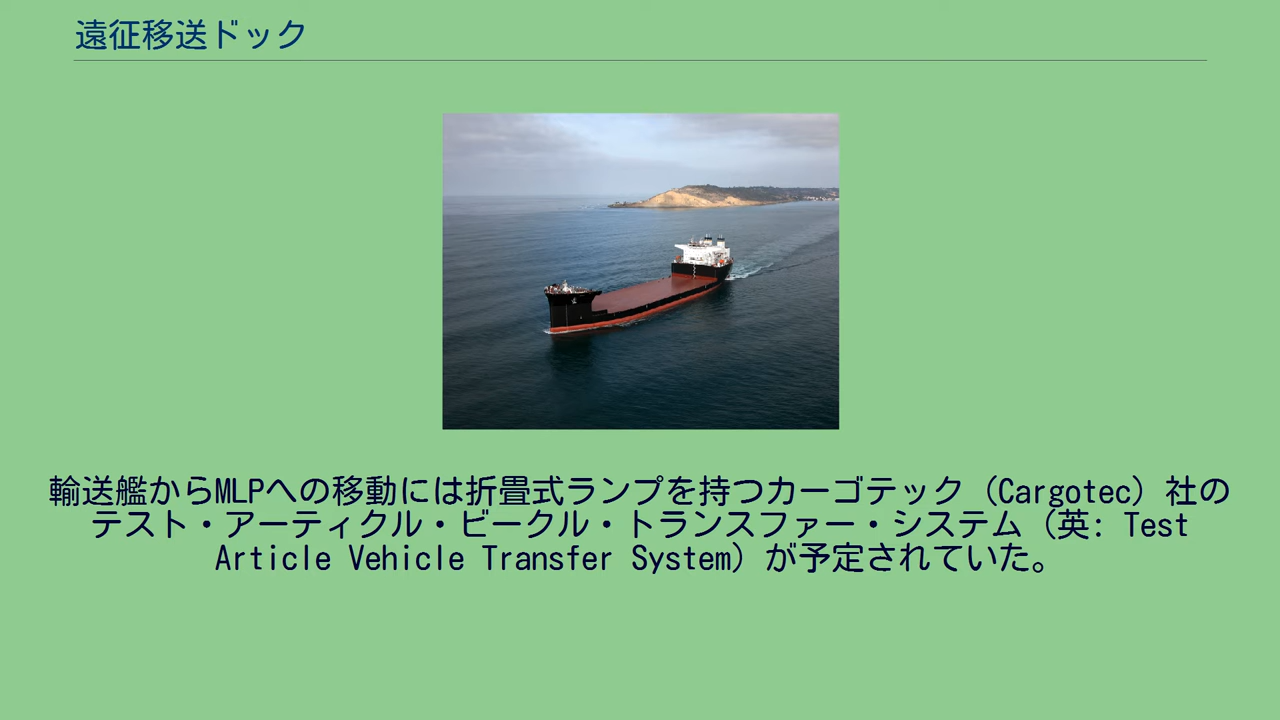 遠征移送ドック
輸送艦からMLPへの移動には折畳式ランプを持つカーゴテック（Cargotec）社の
テスト・アーティクル・ビークル・トランスファー・システム（英: Test
Article Vehicle Transfer System）が予定されていた。